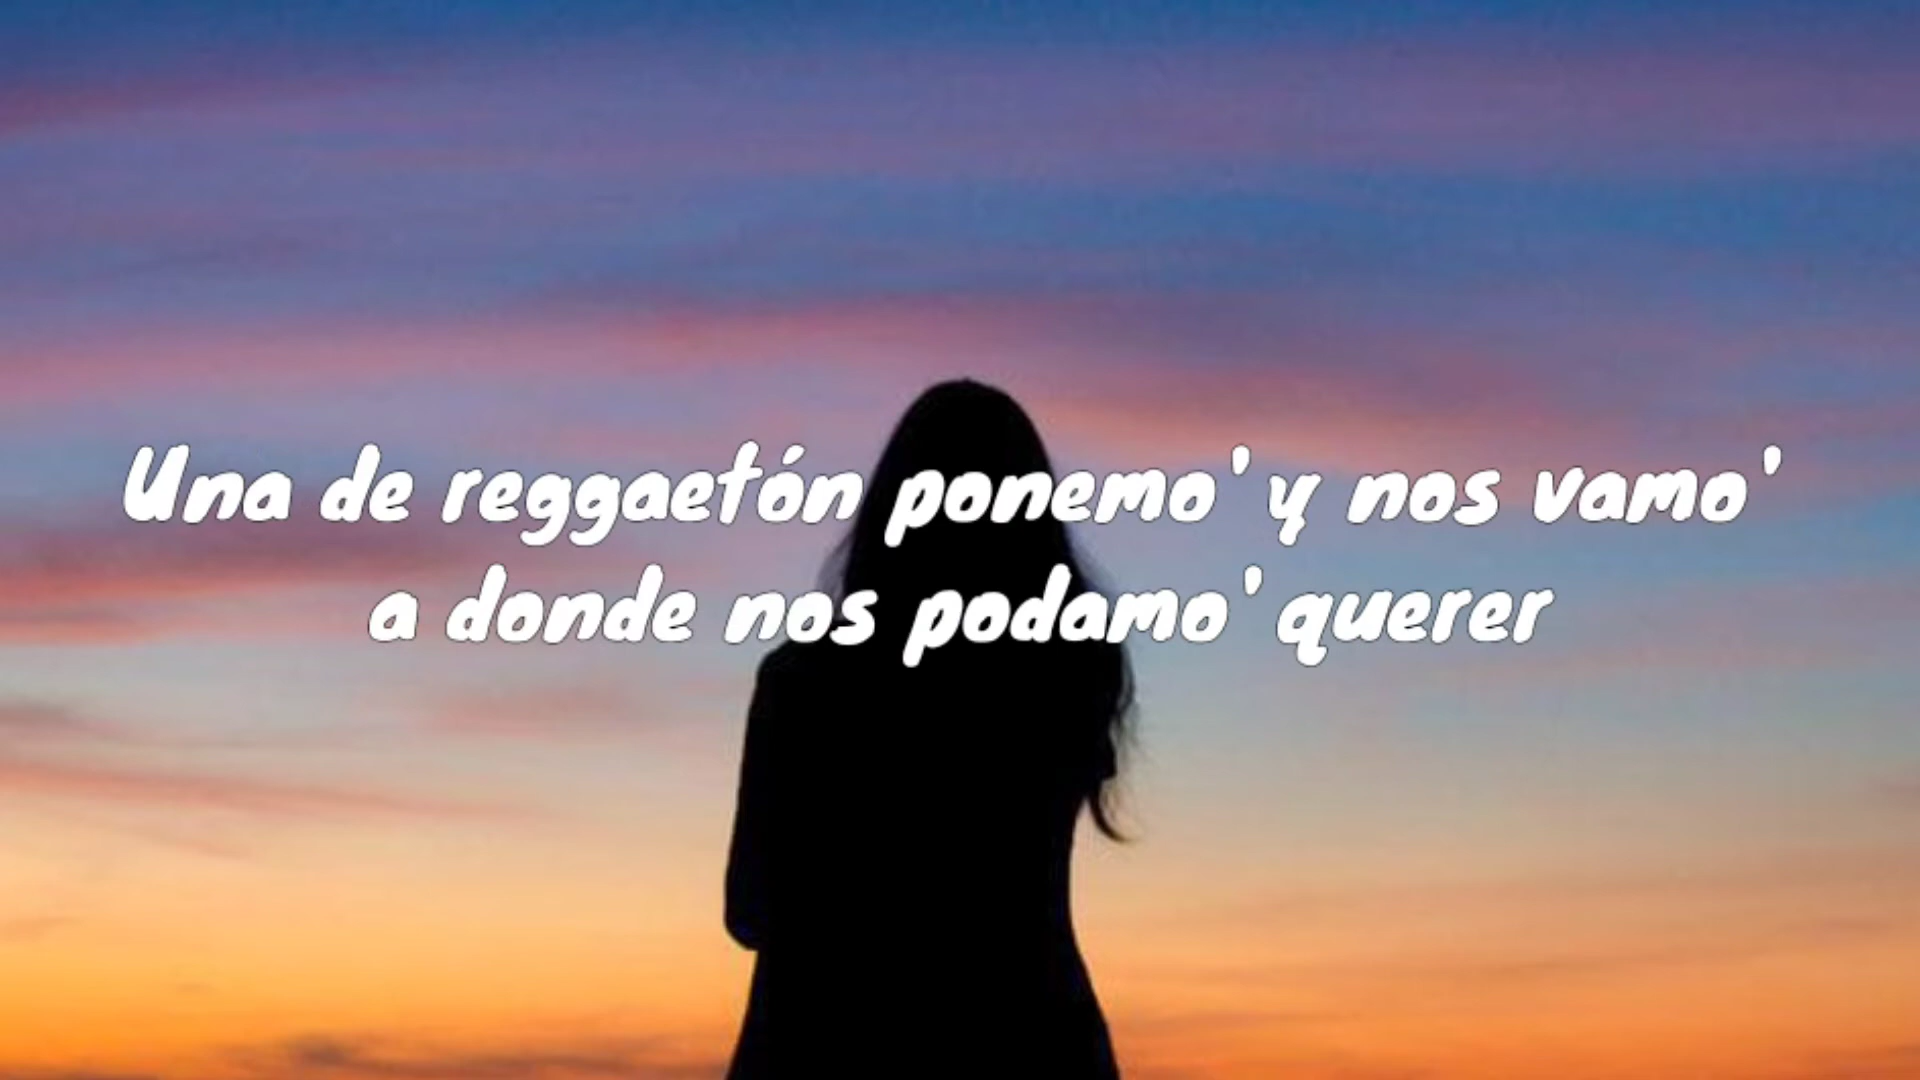 Una de reggaetón ponemo' y nos vamo'
a donde nos podamo' querer